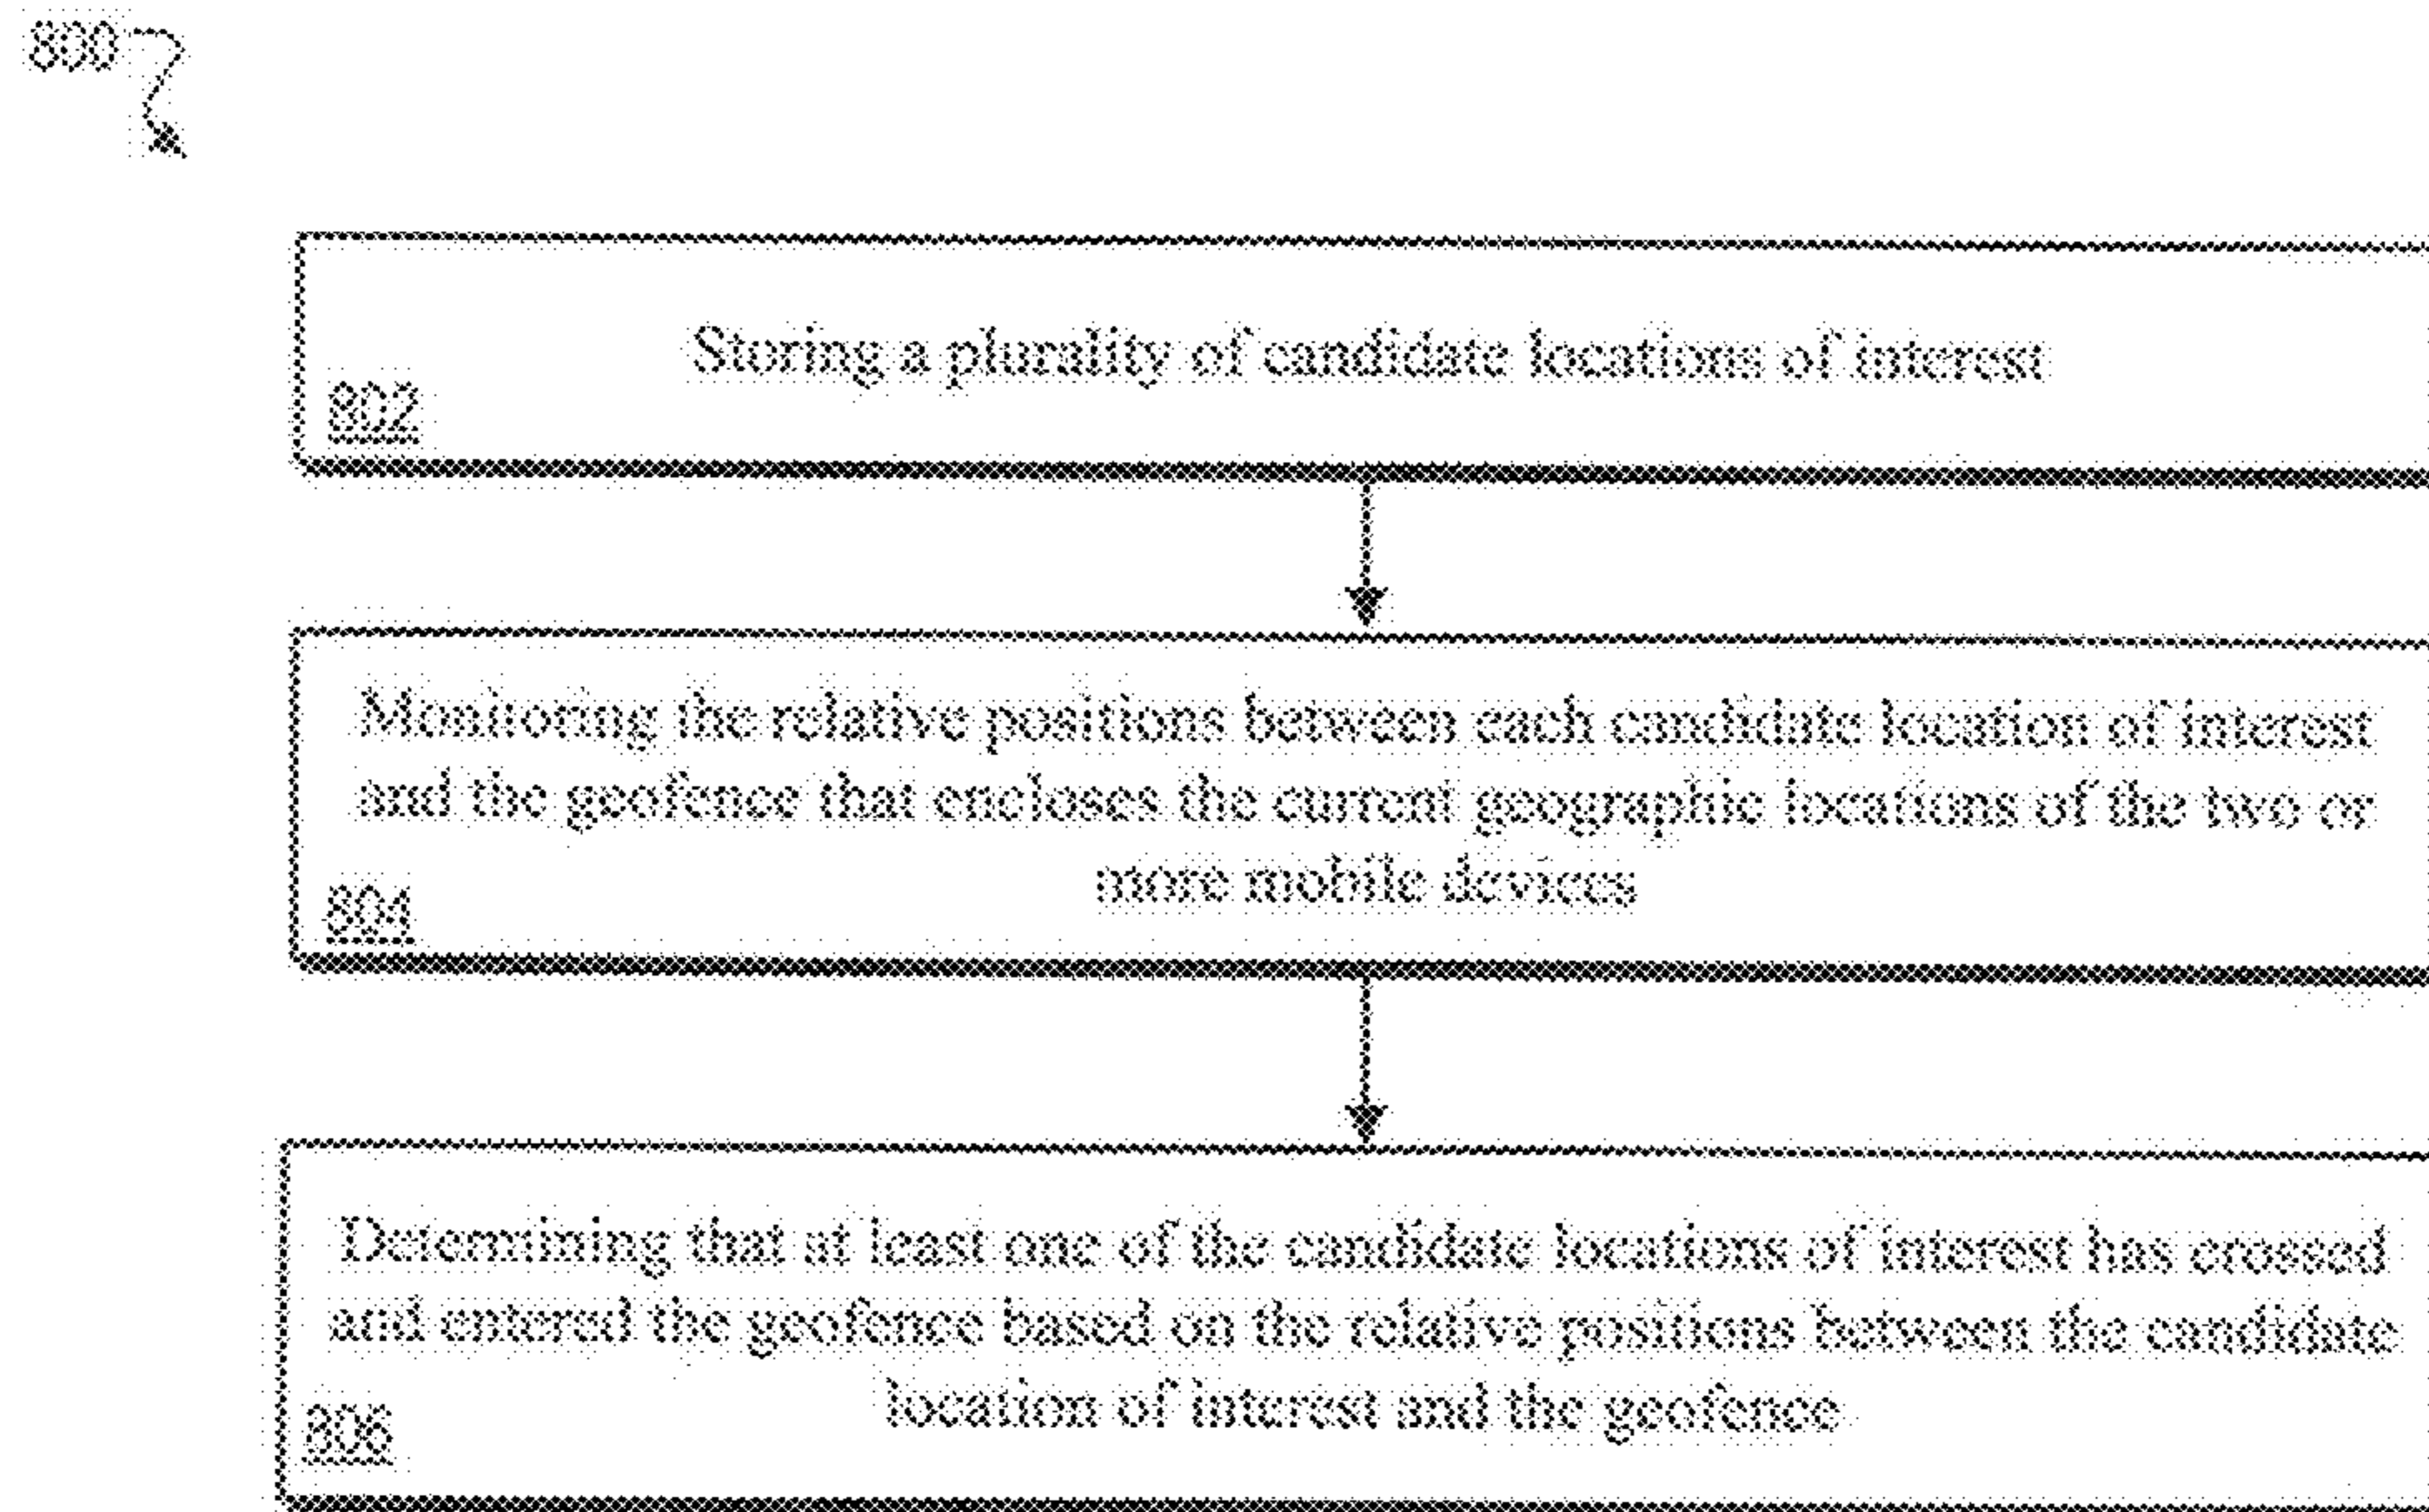 800
Storing a plurality of candidate locations of interest
802
Monitoring the relative positions between each candidate location of interest
and the geofence that encloses the current geographic locations of the two or
more mobile devices
804
Determining that at least one of the candidate locations of interest has crossed
and entered the geofence based on the relative positions between the candidate
location of interest and the geofence
806